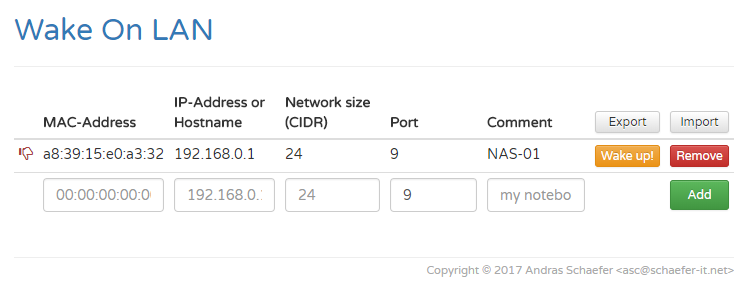 Wake On LAN
MAC-Address IP-Address or Hostname Network size (CIDR) Port Comment Export Import
a8:39:15:e0:a3:32 192.168.0.1 24 9 NAS-01 Wake up! Remove
00:00:00:00:0 192.168.0. 24 9 my notebo Add
Copyright © 2017 Andras Schaefer <asc@schaefer-it.net>